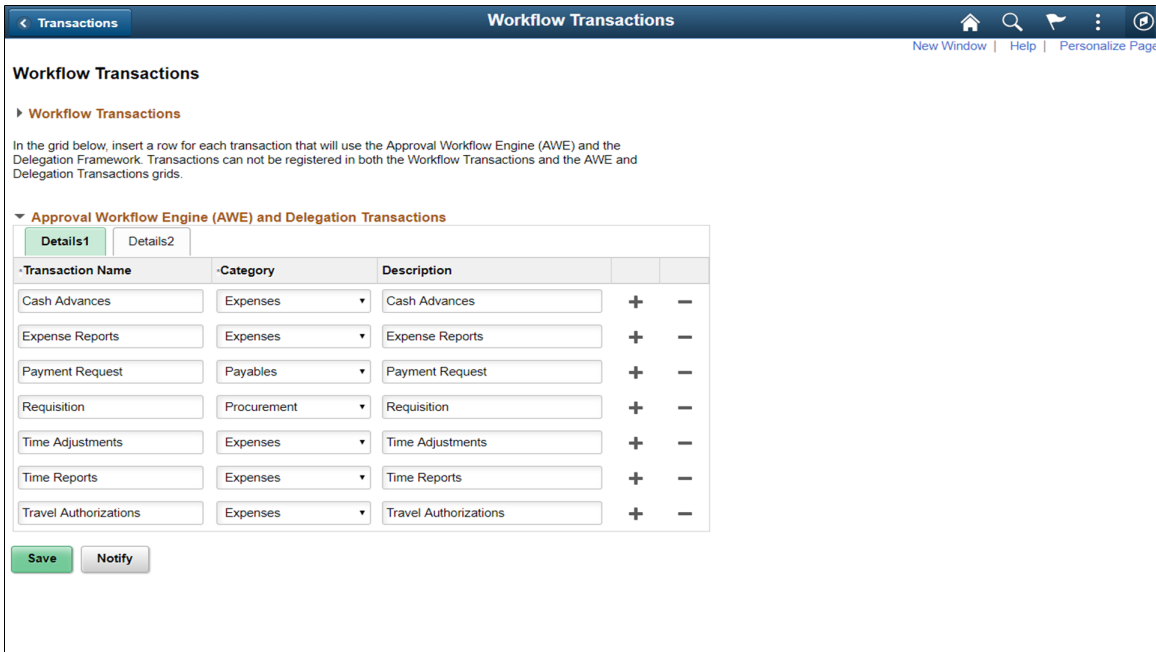 Transactions
Workflow Transactions
New Window | Help | Personalize Page
Workflow Transactions
Workflow Transactions
In the grid below, insert a row for each transaction that will use the Approval Workflow Engine (AWE) and the
Delegation Framework. Transactions can not be registered in both the Workflow Transactions and the AWE and
Delegation Transactions grids.
Approval Workflow Engine (AWE) and Delegation Transactions
Details1 Details2
*Transaction Name *Category Description
Cash Advances Expenses Cash Advances
Expense Reports Expenses Expense Reports
Payment Request Payables Payment Request
Requisition Procurement Requisition
Time Adjustments Expenses Time Adjustments
Time Reports Expenses Time Reports
Travel Authorizations Expenses Travel Authorizations
Save Notify